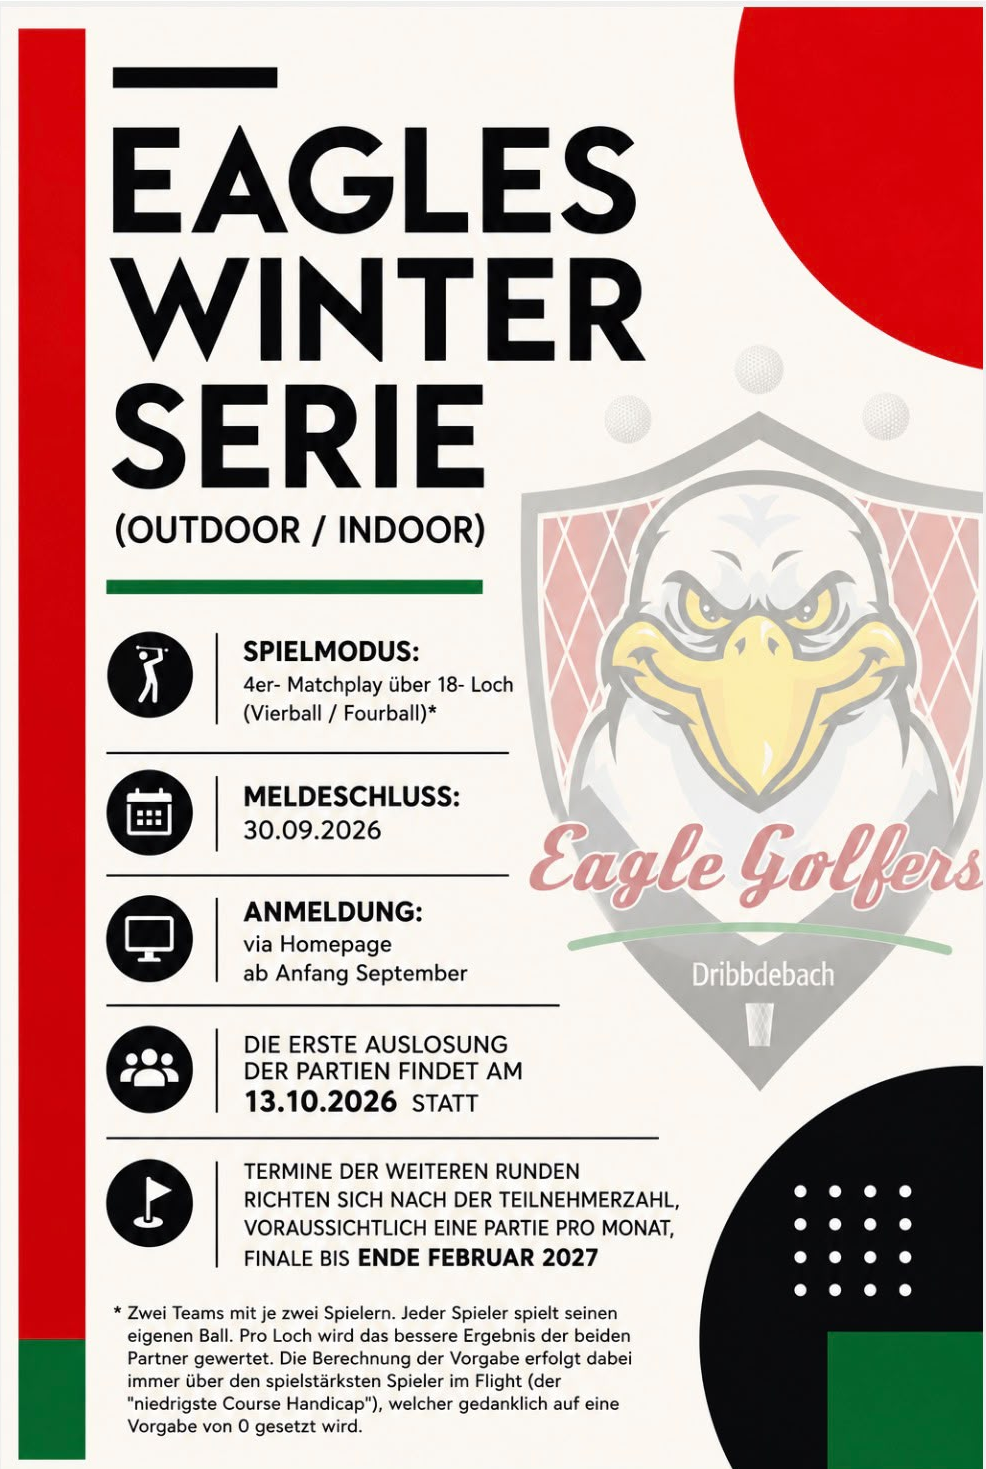 EAGLES
WINTER
SERIE
(OUTDOOR / INDOOR)
SPIELMODUS:
4er- Matchplay über 18- Loch
(Vierball / Fourball)*
MELDESCHLUSS:
30.09.2026
ANMELDUNG:
via Homepage
ab Anfang September
DIE ERSTE AUSLOSUNG
DER PARTIEN FINDET AM
13.10.2026 STATT
TERMINE DER WEITEREN RUNDEN
RICHTEN SICH NACH DER TEILNEHMERZAHL,
VORAUSSICHTLICH EINE PARTIE PRO MONAT,
FINALE BIS ENDE FEBRUAR 2027
* Zwei Teams mit je zwei Spielern. Jeder Spieler spielt seinen
eigenen Ball. Pro Loch wird das bessere Ergebnis der beiden
Partner gewertet. Die Berechnung der Vorgabe erfolgt dabei
immer über den spielstärksten Spieler im Flight (der
"niedrigste Course Handicap"), welcher gedanklich auf eine
Vorgabe von 0 gesetzt wird.
Eagle Golfers
Dribbdebach